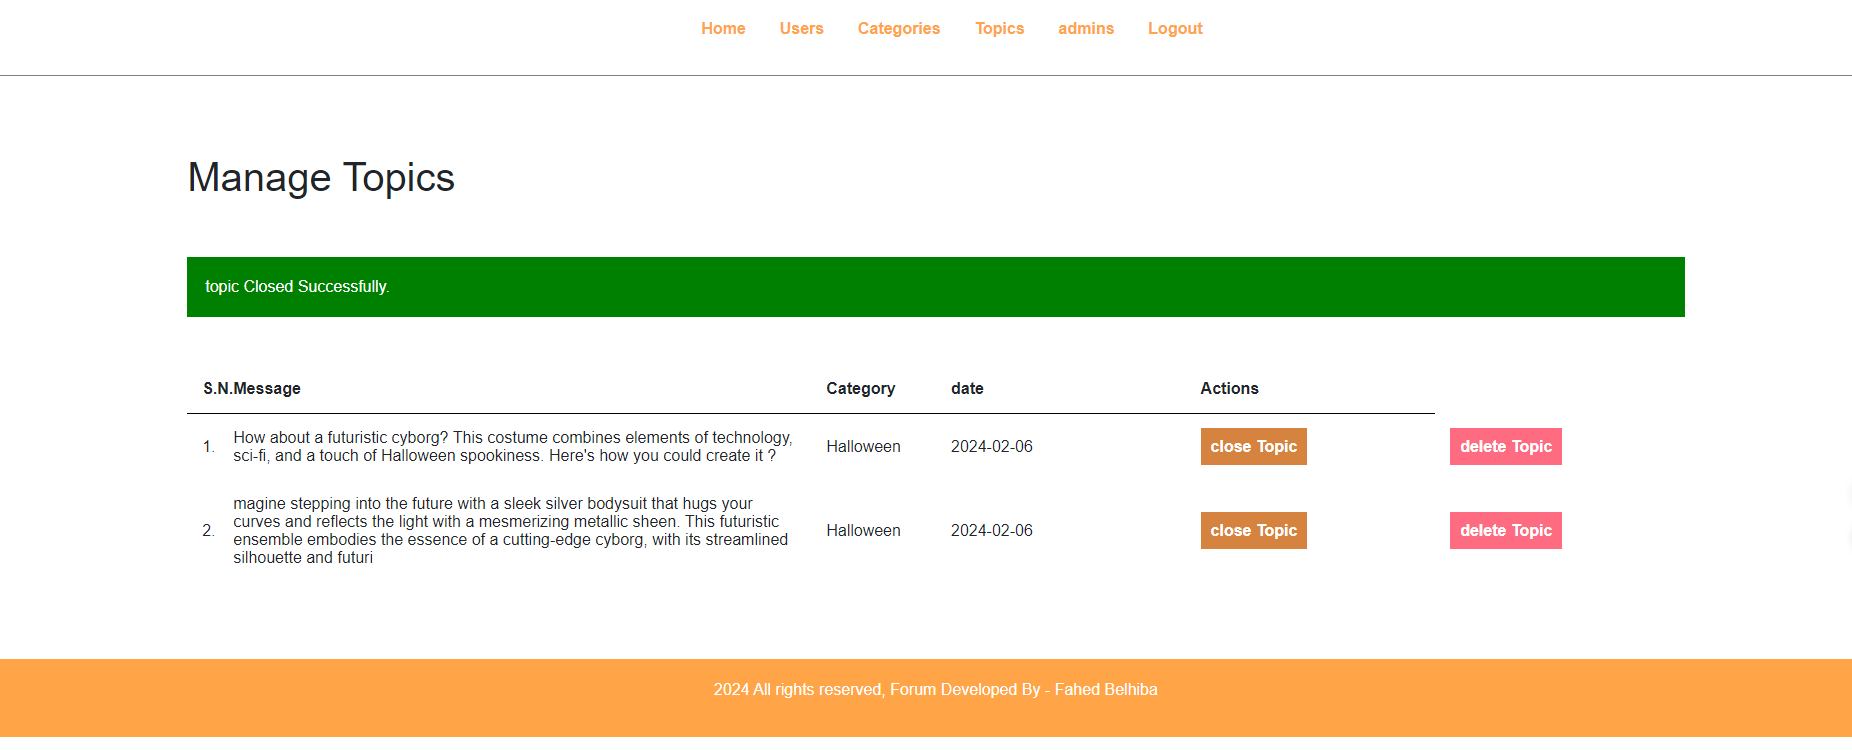 Home Users Categories Topics admins Logout
Manage Topics
topic Closed Successfully.
S.N.Message Category date Actions
1. How about a futuristic cyborg? This costume combines elements of technology,
sci-fi, and a touch of Halloween spookiness. Here's how you could create it ?
Halloween 2024-02-06 close Topic delete Topic
2. magine stepping into the future with a sleek silver bodysuit that hugs your
curves and reflects the light with a mesmerizing metallic sheen. This futuristic
ensemble embodies the essence of a cutting-edge cyborg, with its streamlined
silhouette and futuri
Halloween 2024-02-06 close Topic delete Topic
2024 All rights reserved, Forum Developed By - Fahed Belhiba